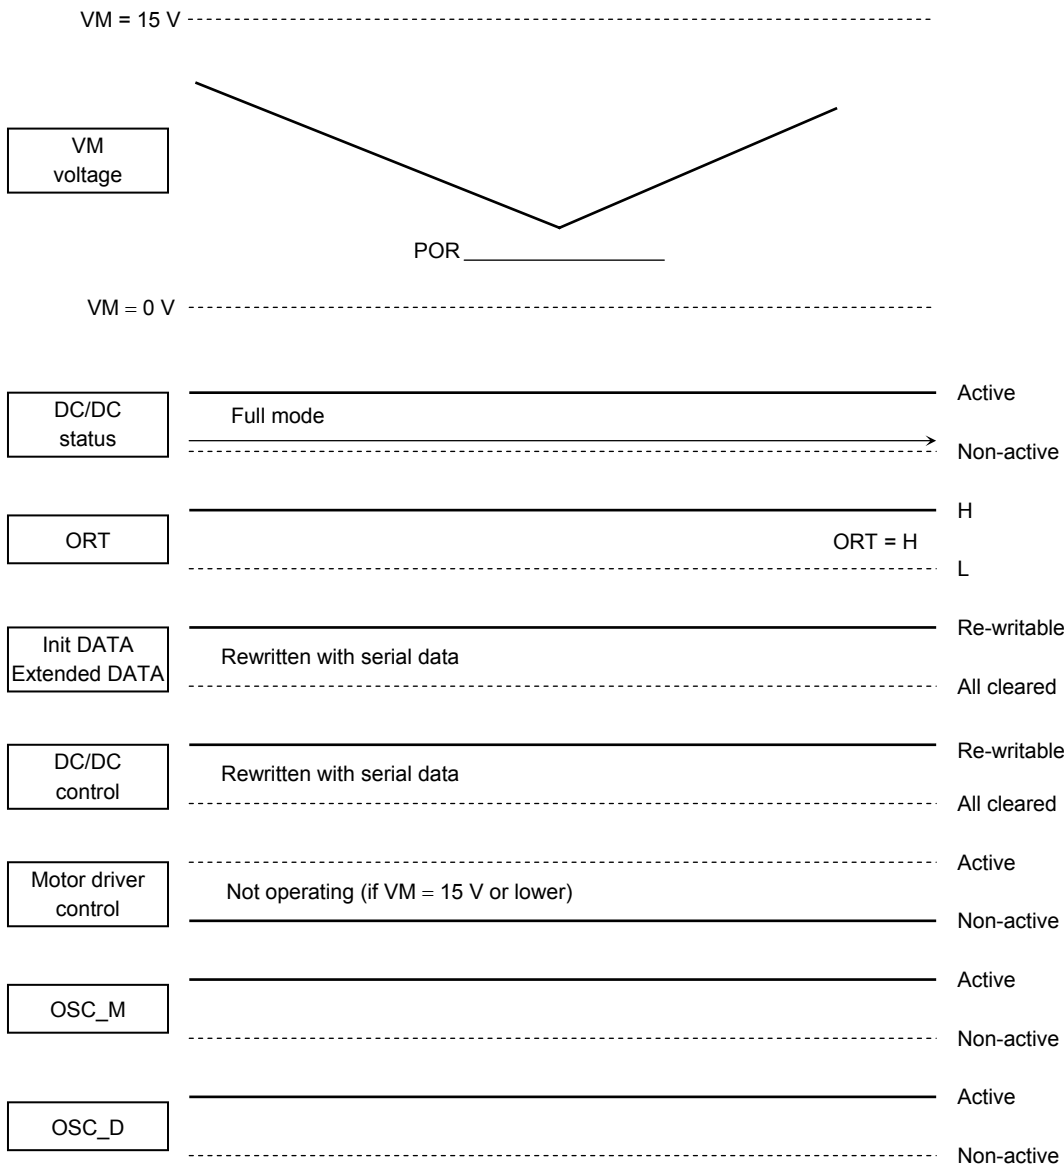 VM = 15 V
VM
voltage
POR
VM = 0 V
DC/DC
status
Full mode
Active
Non-active
ORT
H
ORT = H
L
Init DATA
Extended DATA
Rewritten with serial data
Re-writable
All cleared
DC/DC
control
Rewritten with serial data
Re-writable
All cleared
Motor driver
control
Not operating (if VM = 15 V or lower)
Active
Non-active
OSC_M
Active
Non-active
OSC_D
Active
Non-active